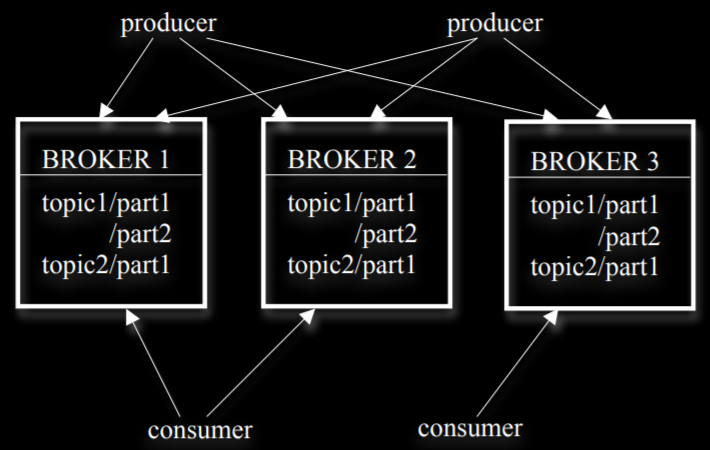 producer
producer
BROKER 1
topic1/part1
/part2
topic2/part1
BROKER 2
topic1/part1
/part2
topic2/part1
BROKER 3
topic1/part1
/part2
topic2/part1
consumer
consumer